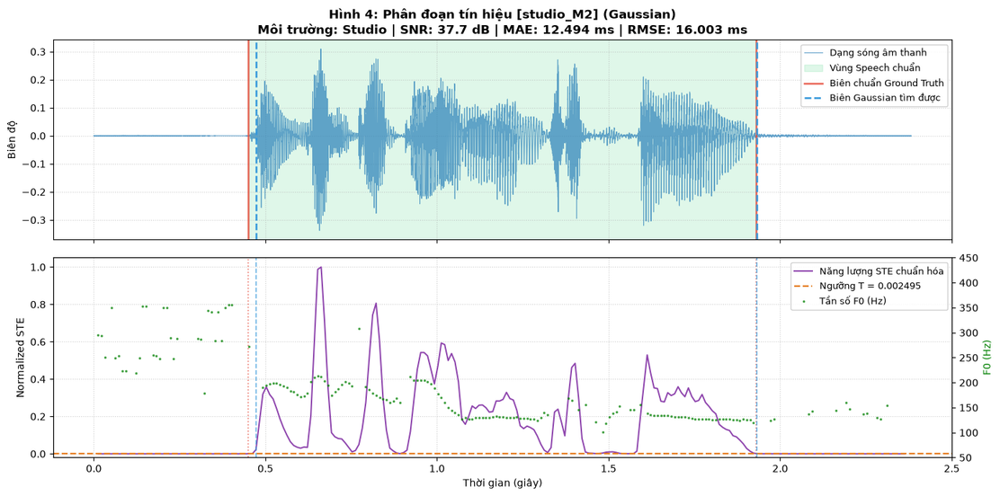 Hình 4: Phân đoạn tín hiệu [studio_M2] (Gaussian)
Môi trường: Studio | SNR: 37.7 dB | MAE: 12.494 ms | RMSE: 16.003 ms
Biên độ
0.3
0.2
0.1
0.0
−0.1
−0.2
−0.3
Dạng sóng âm thanh
Vùng Speech chuẩn
Biên chuẩn Ground Truth
Biên Gaussian tìm được
Normalized STE
1.0
0.8
0.6
0.4
0.2
0.0
Năng lượng STE chuẩn hóa
Ngưỡng T = 0.002495
Tần số F0 (Hz)
450
400
350
300
250
200
150
100
50
F0 (Hz)
0.0 0.5 1.0 1.5 2.0 2.5
Thời gian (giây)